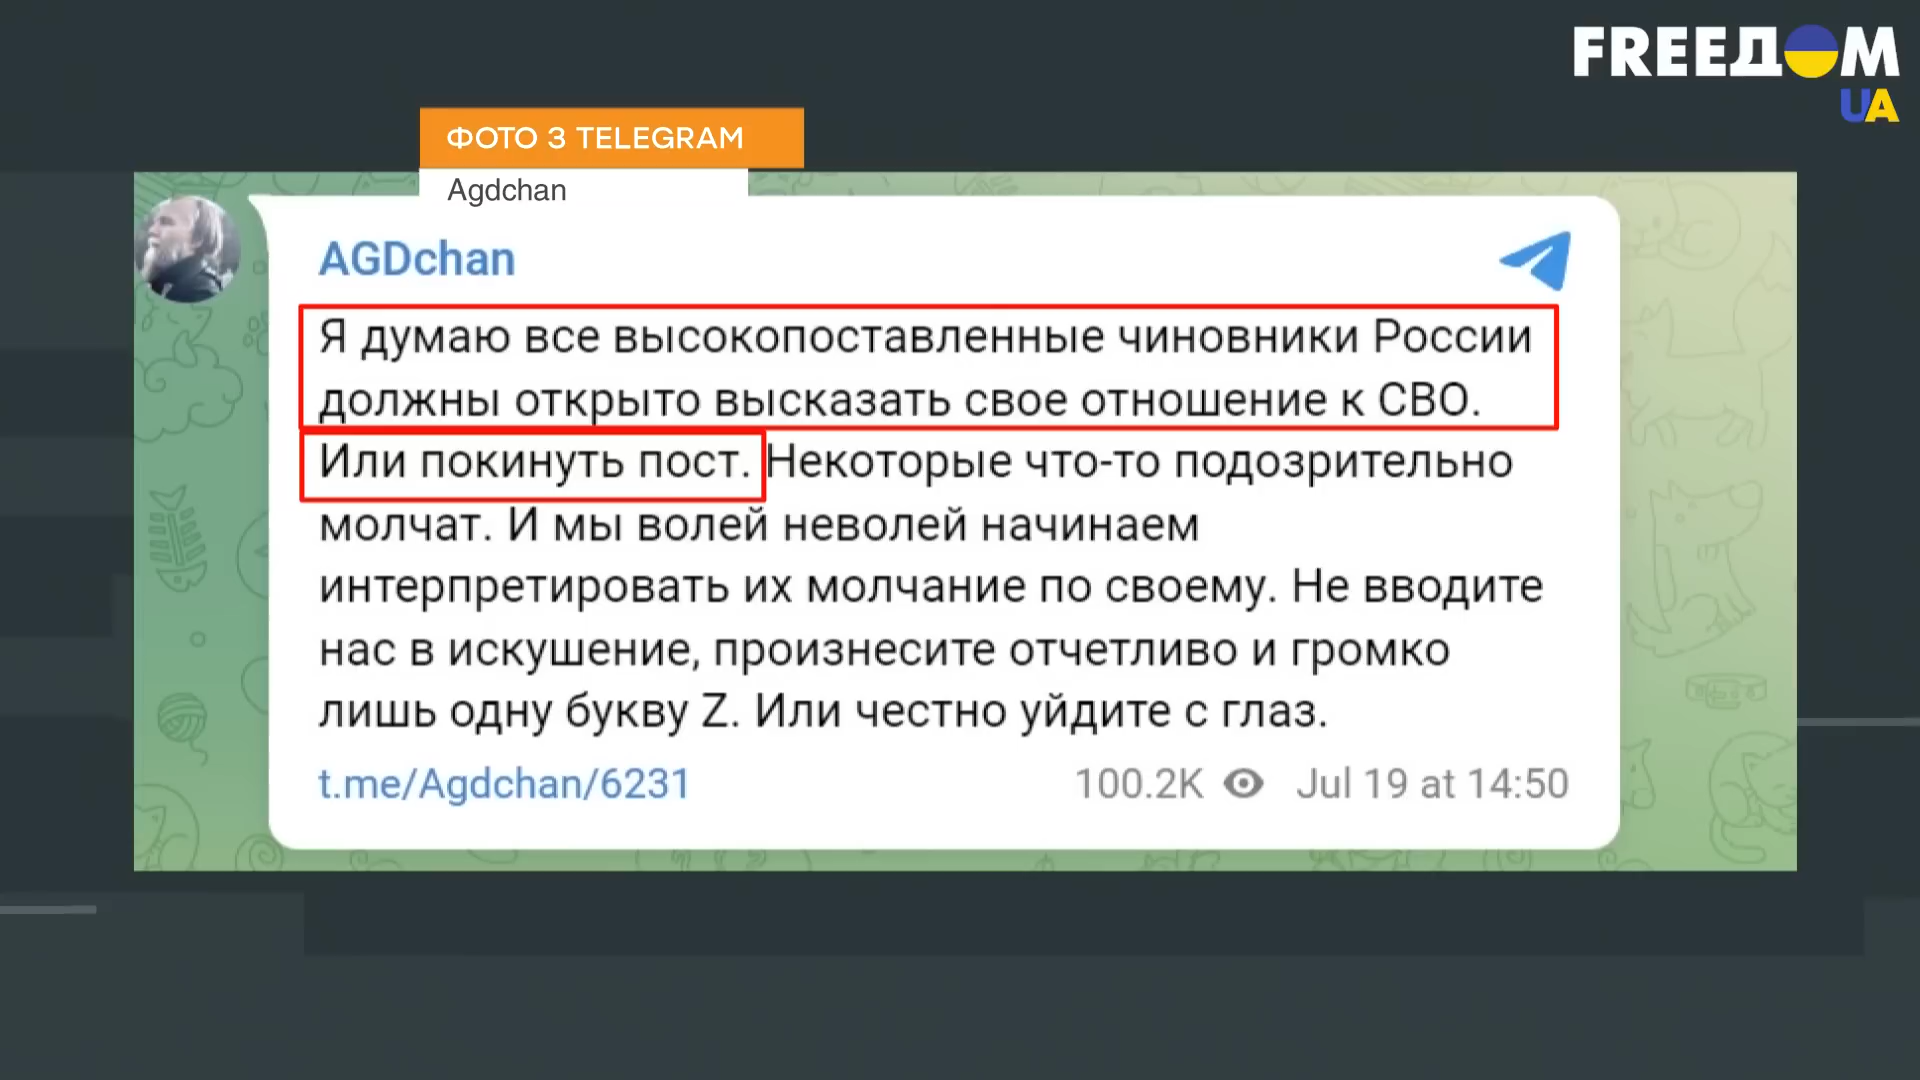 FREEДOM
UA
ФОТО З TELEGRAM
Agdchan
AGDchan
Я думаю все высокопоставленные чиновники России
должны открыто высказать свое отношение к СВО.
Или покинуть пост. Некоторые что-то подозрительно
молчат. И мы волей неволей начинаем
интерпретировать их молчание по своему. Не вводите
нас в искушение, произнесите отчетливо и громко
лишь одну букву Z. Или честно уйдите с глаз.
t.me/Agdchan/6231 100.2K Jul 19 at 14:50